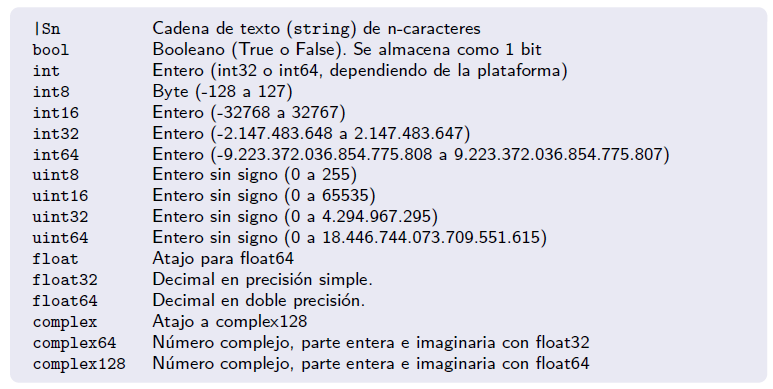 |Sn Cadena de texto (string) de n-caracteres
bool Booleano (True o False). Se almacena como 1 bit
int Entero (int32 o int64, dependiendo de la plataforma)
int8 Byte (-128 a 127)
int16 Entero (-32768 a 32767)
int32 Entero (-2.147.483.648 a 2.147.483.647)
int64 Entero (-9.223.372.036.854.775.808 a 9.223.372.036.854.775.807)
uint8 Entero sin signo (0 a 255)
uint16 Entero sin signo (0 a 65535)
uint32 Entero sin signo (0 a 4.294.967.295)
uint64 Entero sin signo (0 a 18.446.744.073.709.551.615)
float Atajo para float64
float32 Decimal en precisión simple.
float64 Decimal en doble precisión.
complex Atajo a complex128
complex64 Número complejo, parte entera e imaginaria con float32
complex128 Número complejo, parte entera e imaginaria con float64